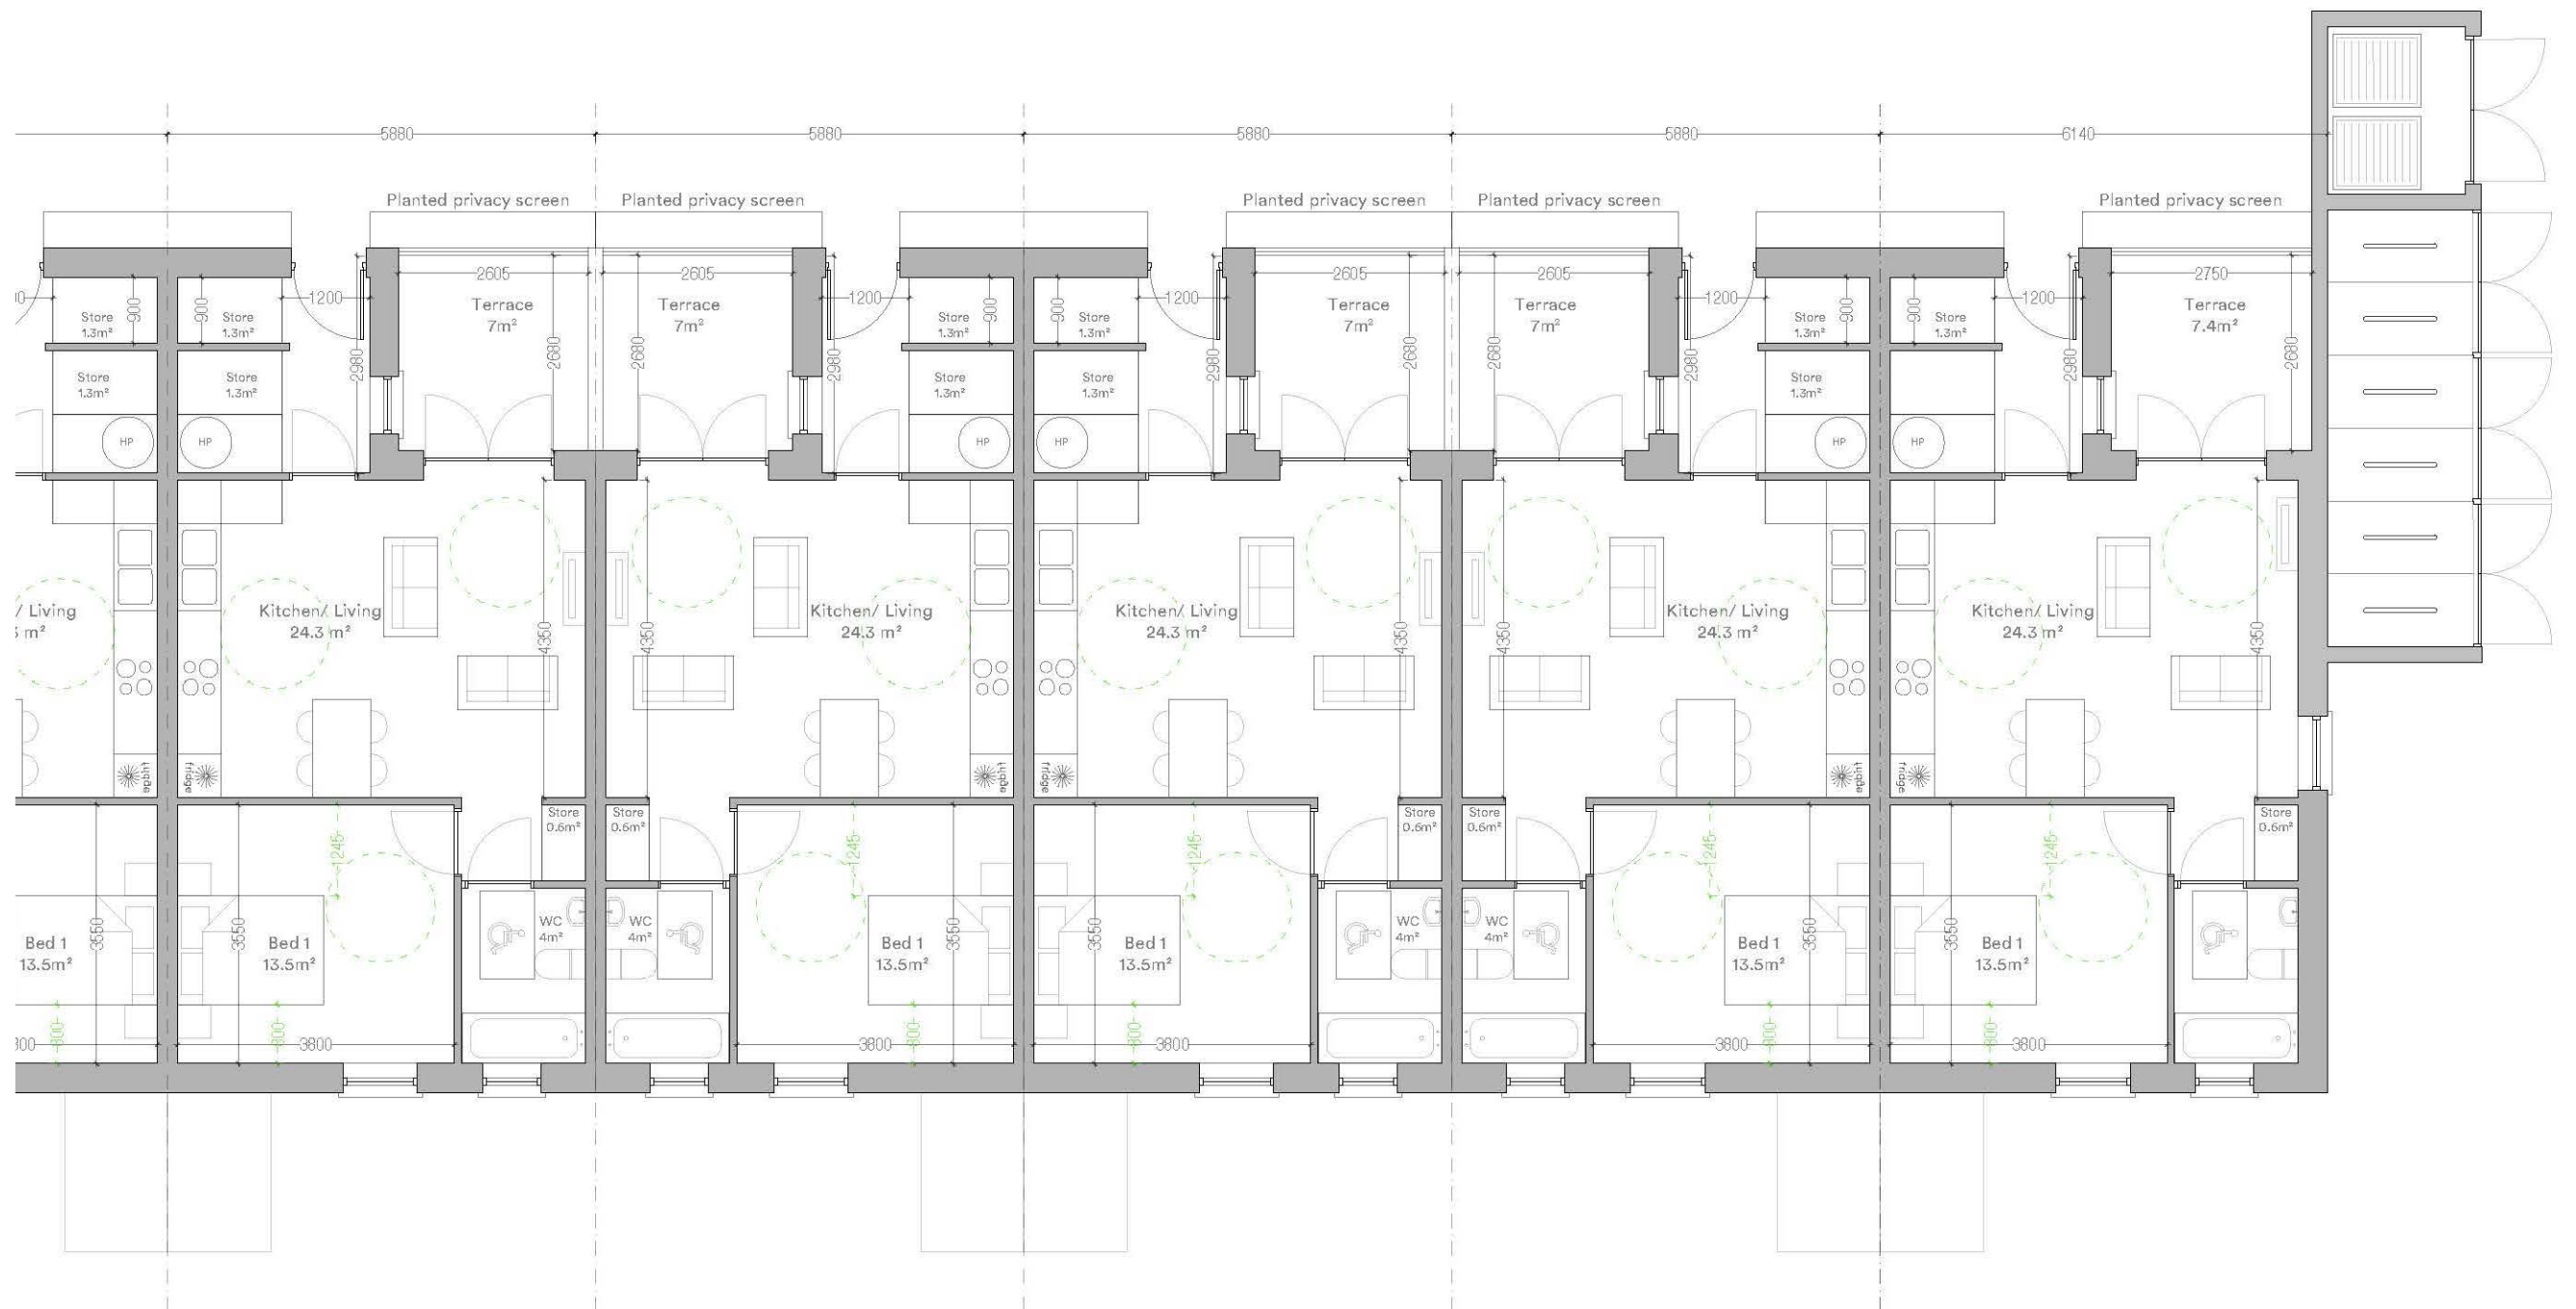 5880
5880
5880
5880
6140
Planted privacy screen
Planted privacy screen
Planted privacy screen
Planted privacy screen
Planted privacy screen
2605
2605
2605
2605
2750
1200
1200
1200
1200
1200
Terrace
7m²
Terrace
7m²
Terrace
7m²
Terrace
7m²
Terrace
7.4m²
Store
1.3m²
Store
1.3m²
Store
1.3m²
Store
1.3m²
Store
1.3m²
Store
1.3m²
900
900
900
900
900
900
2980
2680
2680
2980
2980
2680
2680
2980
2980
2680
Store
1.3m²
Store
1.3m²
Store
1.3m²
Store
1.3m²
Store
1.3m²
HP
HP
HP
HP
HP
HP
/ Living
m²
Kitchen/ Living
24.3 m²
Kitchen/ Living
24.3 m²
Kitchen/ Living
24.3 m²
Kitchen/ Living
24.3 m²
Kitchen/ Living
24.3 m²
4350
4350
4350
4350
4350
fridge
fridge
fridge
fridge
fridge
fridge
Store
0.6m²
Store
0.6m²
Store
0.6m²
Store
0.6m²
Store
0.6m²
1245
1245
1245
1245
1245
3550
3550
3550
3550
3550
3550
WC
4m²
WC
4m²
WC
4m²
WC
4m²
Bed 1
13.5m²
Bed 1
13.5m²
Bed 1
13.5m²
Bed 1
13.5m²
Bed 1
13.5m²
Bed 1
13.5m²
800
800
800
800
800
800
3800
3800
3800
3800
3800